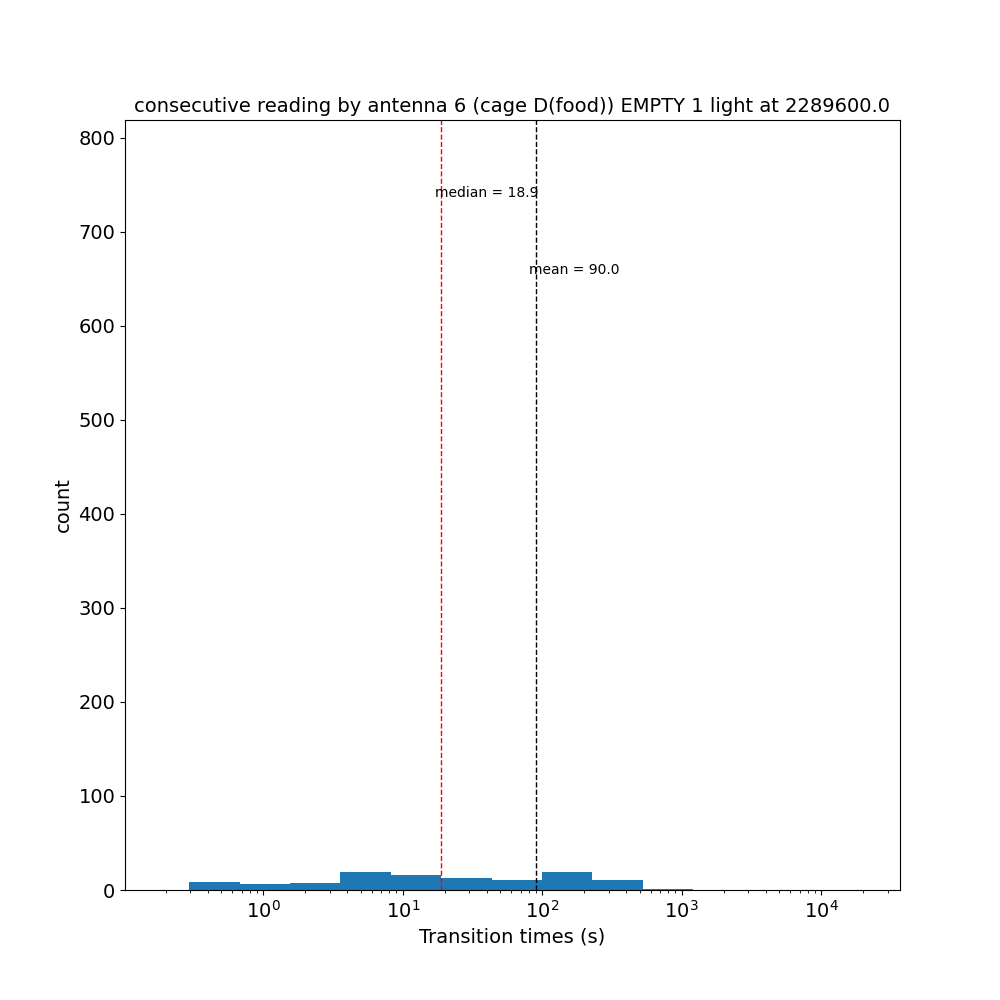 consecutive reading by antenna 6 (cage D(food)) EMPTY 1 light at 2289600.0
800
median = 18.9
700
mean = 90.0
600
500
400
300
200
100
0
count
10⁰ 10¹ 10² 10³ 10⁴
Transition times (s)